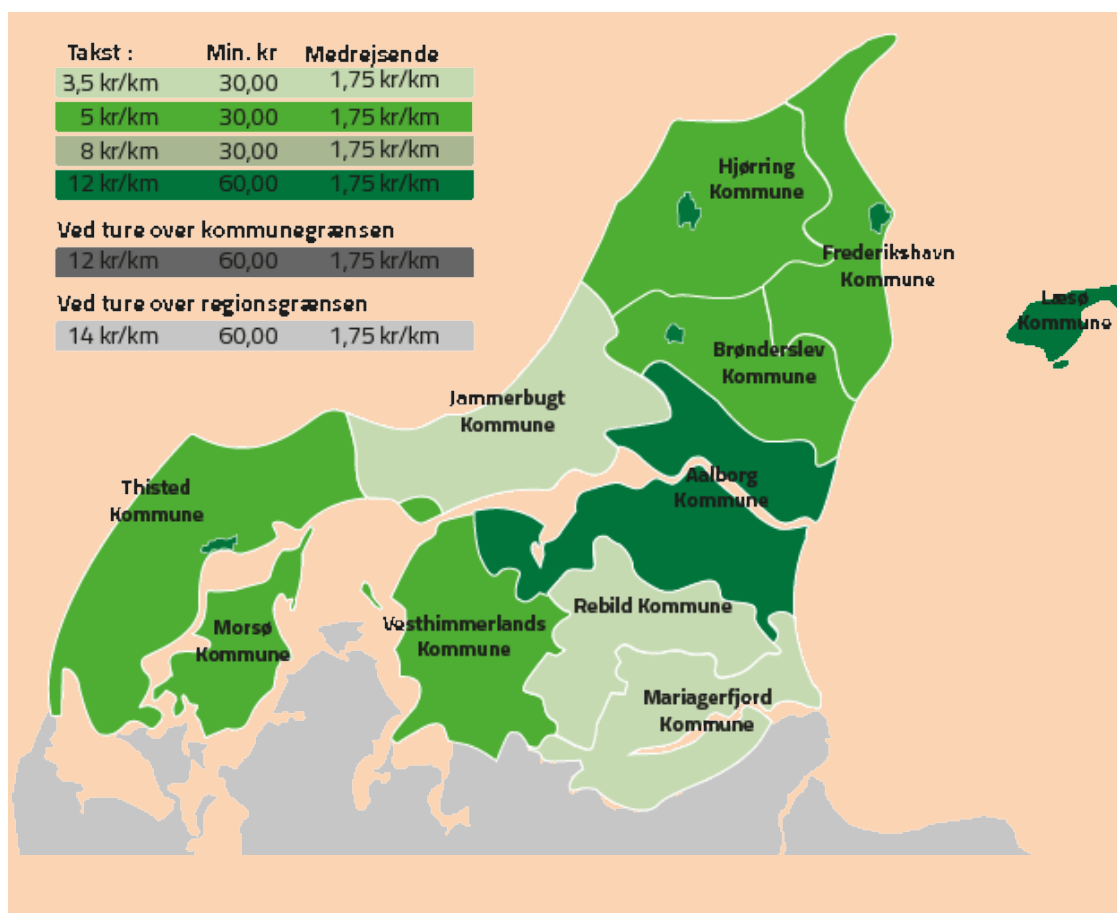 Takst : Min. kr Medrejsende
3,5 kr/km 30,00 1,75 kr/km
5 kr/km 30,00 1,75 kr/km
8 kr/km 30,00 1,75 kr/km
12 kr/km 60,00 1,75 kr/km
Ved ture over kommunegrænsen
12 kr/km 60,00 1,75 kr/km
Ved ture over regionsgrænsen
14 kr/km 60,00 1,75 kr/km
Hjørring
Kommune
Frederikshavn
Kommune
Læsø
Kommune
Brønderslev
Kommune
Jammerbugt
Kommune
Aalborg
Kommune
Thisted
Kommune
Rebild Kommune
Morsø
Kommune
Vesthimmerlands
Kommune
Mariagerfjord
Kommune